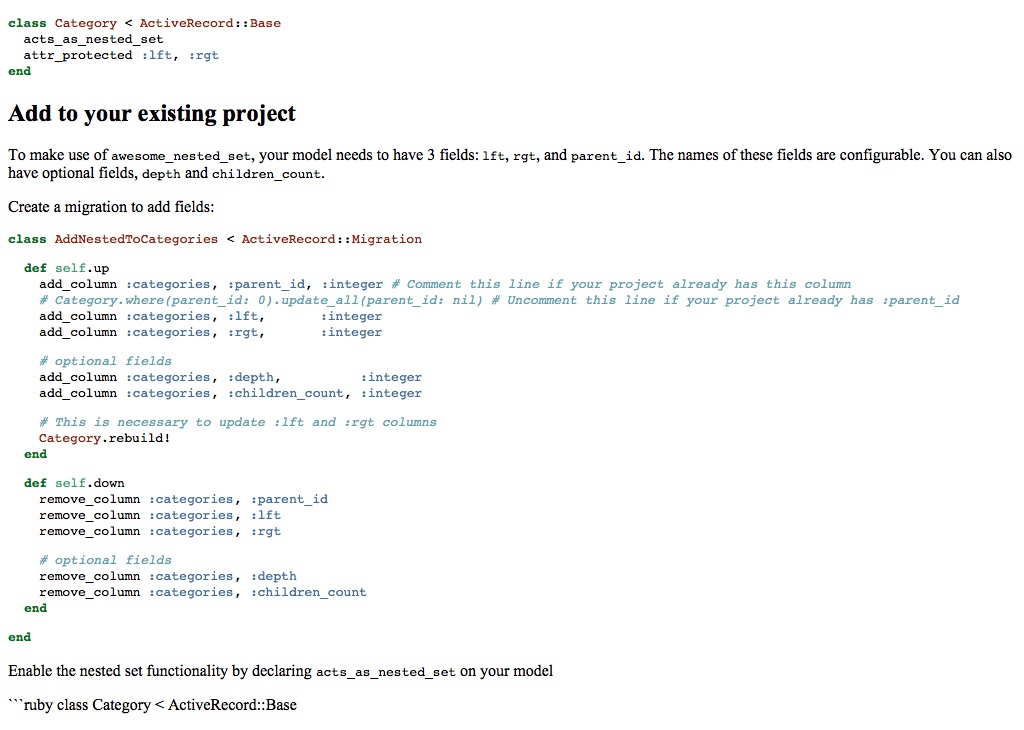 class Category < ActiveRecord::Base
  acts_as_nested_set
  attr_protected :lft, :rgt
end
Add to your existing project
To make use of awesome_nested_set, your model needs to have 3 fields: lft, rgt, and parent_id. The names of these fields are configurable. You can also
have optional fields, depth and children_count.
Create a migration to add fields:
class AddNestedToCategories < ActiveRecord::Migration
  def self.up
    add_column :categories, :parent_id, :integer # Comment this line if your project already has this column
    # Category.where(parent_id: 0).update_all(parent_id: nil) # Uncomment this line if your project already has :parent_id
    add_column :categories, :lft,       :integer
    add_column :categories, :rgt,       :integer
    # optional fields
    add_column :categories, :depth,          :integer
    add_column :categories, :children_count, :integer
    # This is necessary to update :lft and :rgt columns
    Category.rebuild!
  end
  def self.down
    remove_column :categories, :parent_id
    remove_column :categories, :lft
    remove_column :categories, :rgt
    # optional fields
    remove_column :categories, :depth
    remove_column :categories, :children_count
  end
end
Enable the nested set functionality by declaring acts_as_nested_set on your model
```ruby class Category < ActiveRecord::Base